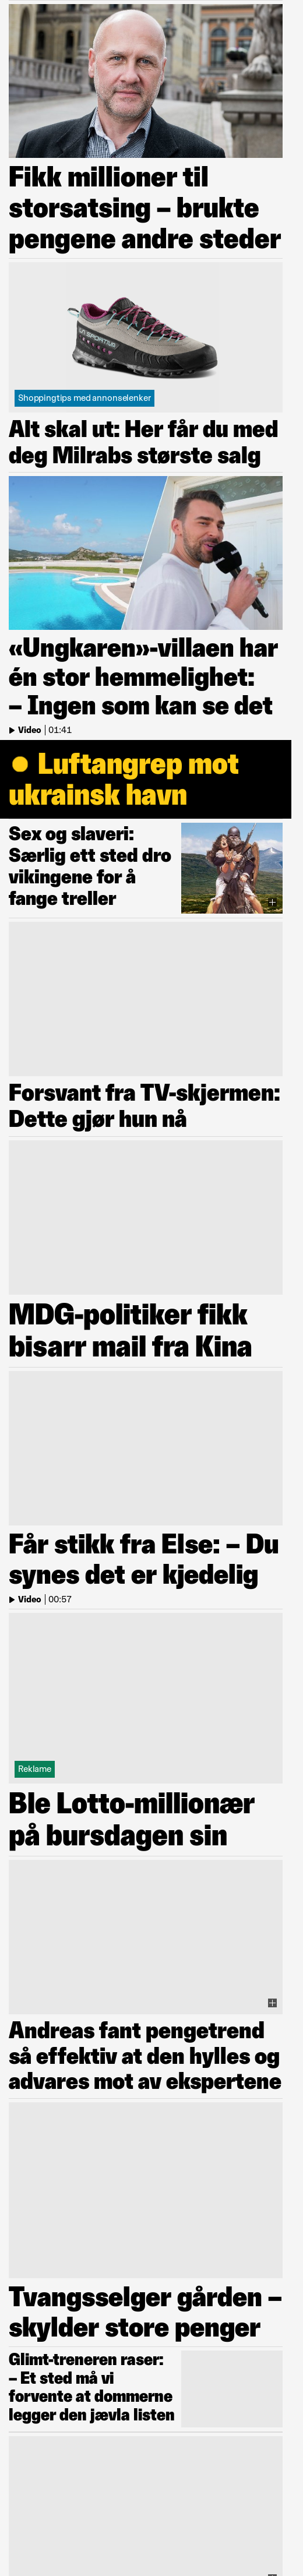 Fikk millioner til
storsatsing – brukte
pengene andre steder
LA SPORTIVA
Shoppingtips med annonselenker
Alt skal ut: Her får du med
deg Milrabs største salg
«Ungkaren»-villaen har
én stor hemmelighet:
– Ingen som kan se det
Video | 01:41
Luftangrep mot
ukrainsk havn
Sex og slaveri:
Særlig ett sted dro
vikingene for å
fange treller
Forsvant fra TV-skjermen:
Dette gjør hun nå
MDG-politiker fikk
bisarr mail fra Kina
Får stikk fra Else: – Du
synes det er kjedelig
Video | 00:57
Reklame
Ble Lotto-millionær
på bursdagen sin
Andreas fant pengetrend
så effektiv at den hylles og
advares mot av ekspertene
Tvangsselger gården –
skylder store penger
Glimt-treneren raser:
– Et sted må vi
forvente at dommerne
legger den jævla listen